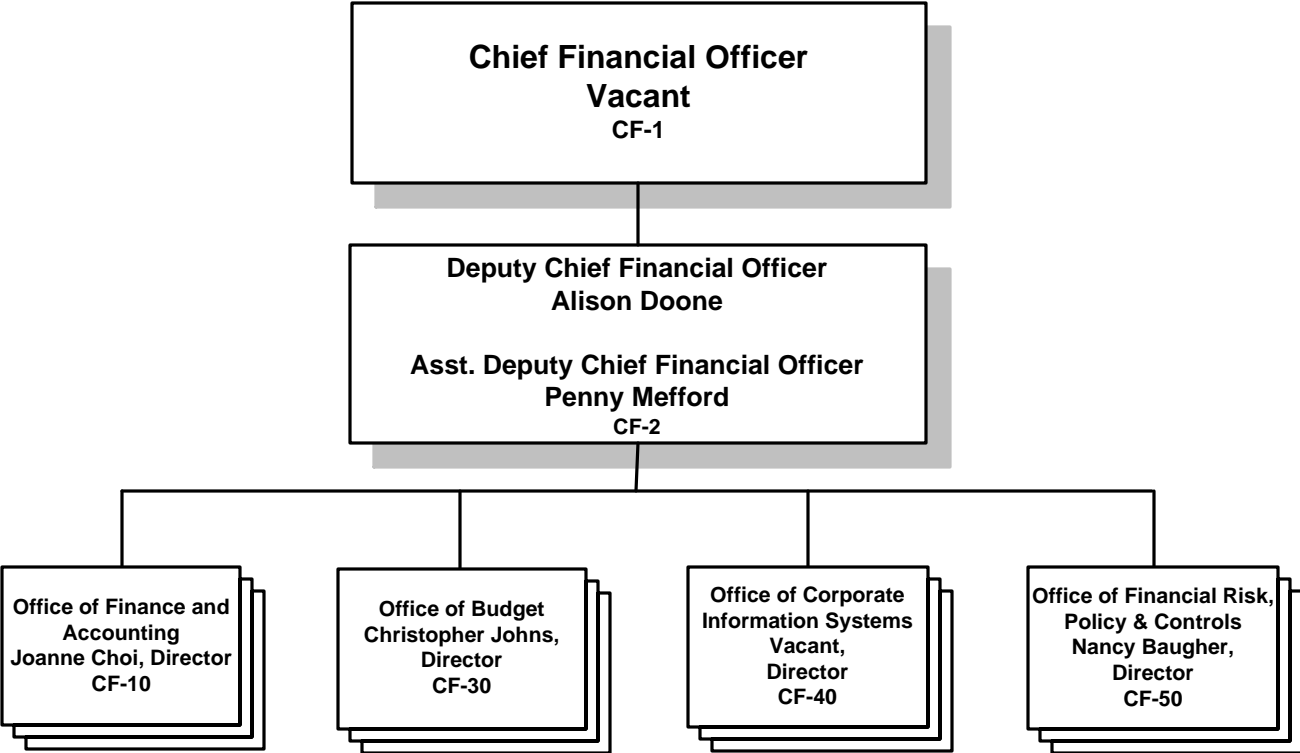 Chief Financial Officer
Vacant
CF-1
Deputy Chief Financial Officer
Alison Doone
Asst. Deputy Chief Financial Officer
Penny Mefford
CF-2
Office of Finance and
Accounting
Joanne Choi, Director
CF-10
Office of Budget
Christopher Johns,
Director
CF-30
Office of Corporate
Information Systems
Vacant,
Director
CF-40
Office of Financial Risk,
Policy & Controls
Nancy Baugher,
Director
CF-50